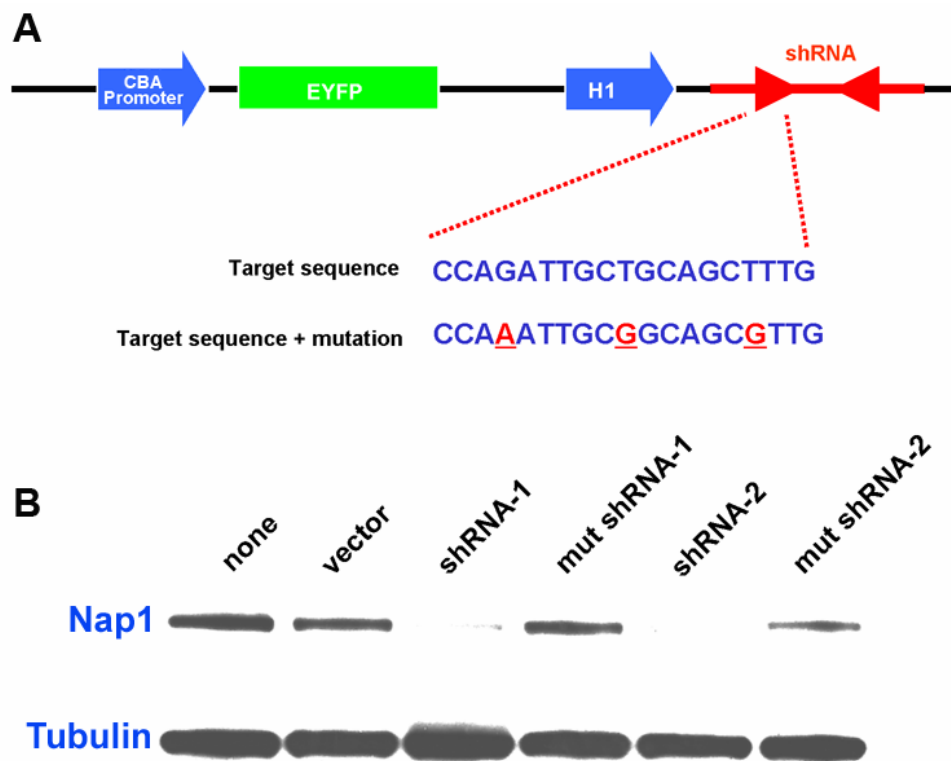 A
shRNA
CBA
Promoter
EYFP
H1
Target sequence CCAGATTGCTGCAGCTTTG
Target sequence + mutation CCAAATTGCGGCAGCGTTG
B
none vector shRNA-1 mut shRNA-1 shRNA-2 mut shRNA-2
Nap1
Tubulin